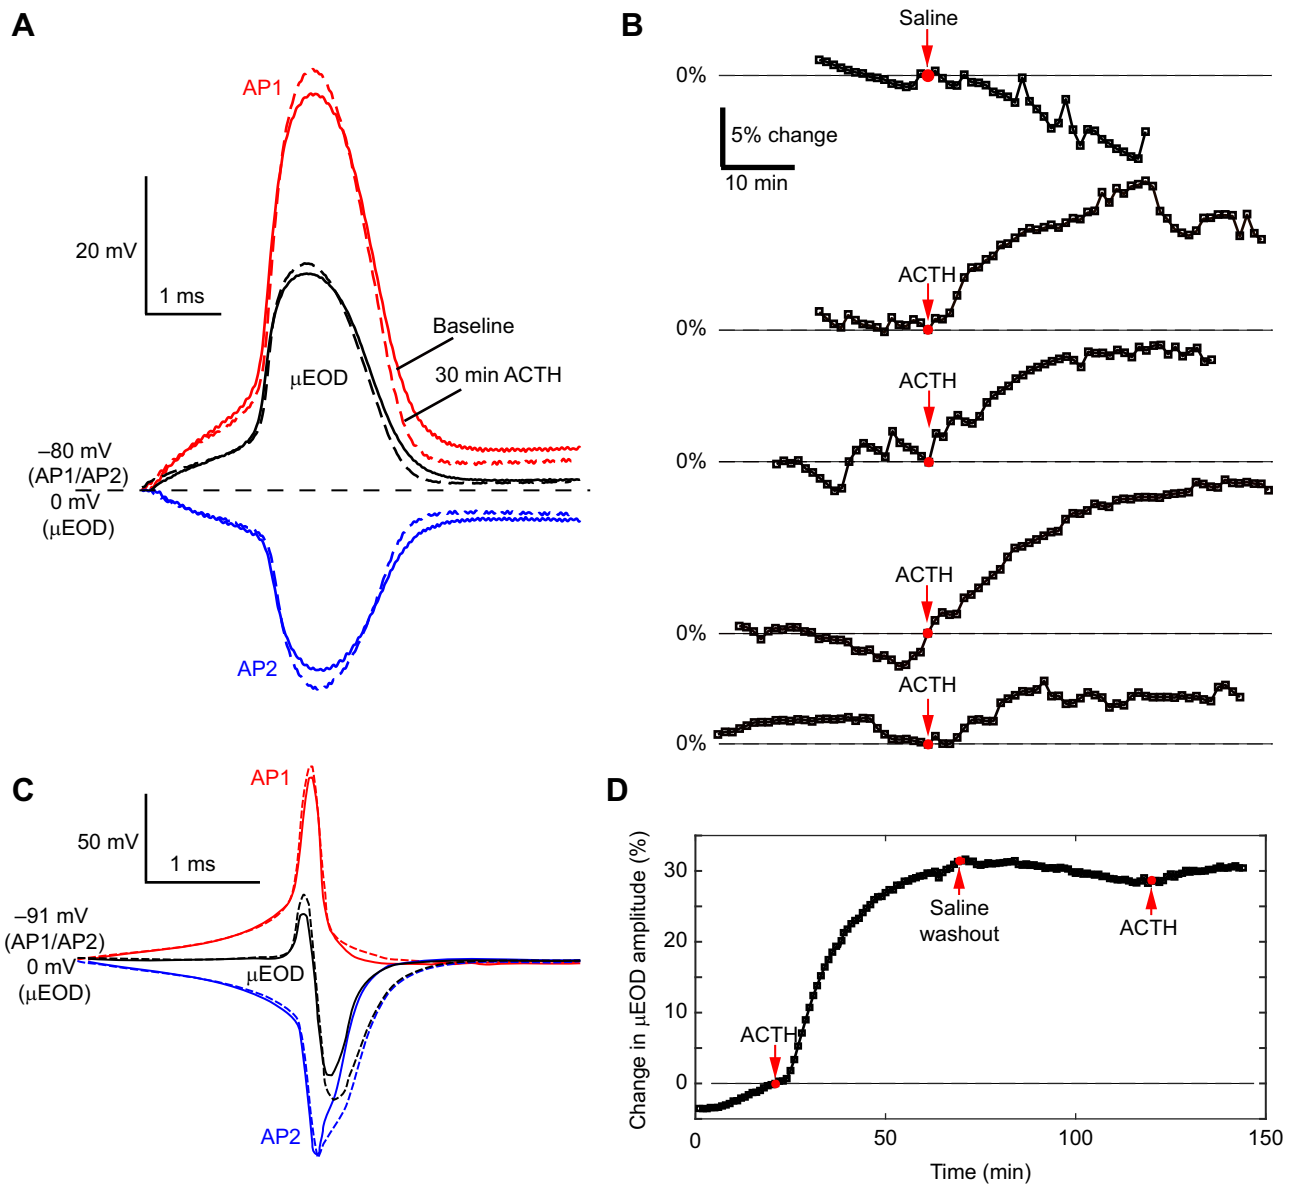 A
AP1
20 mV
1 ms
Baseline
30 min ACTH
μEOD
–80 mV
(AP1/AP2)
0 mV
(μEOD)
AP2
B
Saline
0%
5% change
10 min
ACTH
0%
ACTH
0%
ACTH
0%
ACTH
0%
C
AP1
50 mV
1 ms
–91 mV
(AP1/AP2)
0 mV
(μEOD)
μEOD
AP2
D
Change in μEOD amplitude (%)
30
20
10
0
ACTH
Saline
washout
ACTH
0
50
100
150
Time (min)